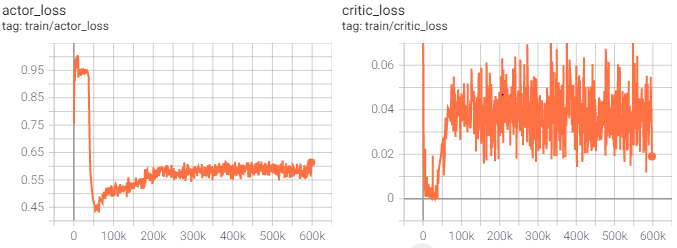 actor_loss
tag: train/actor_loss
0.95
0.85
0.75
0.65
0.55
0.45
0 100k 200k 300k 400k 500k 600k
critic_loss
tag: train/critic_loss
0.06
0.04
0.02
0
0 100k 200k 300k 400k 500k 600k